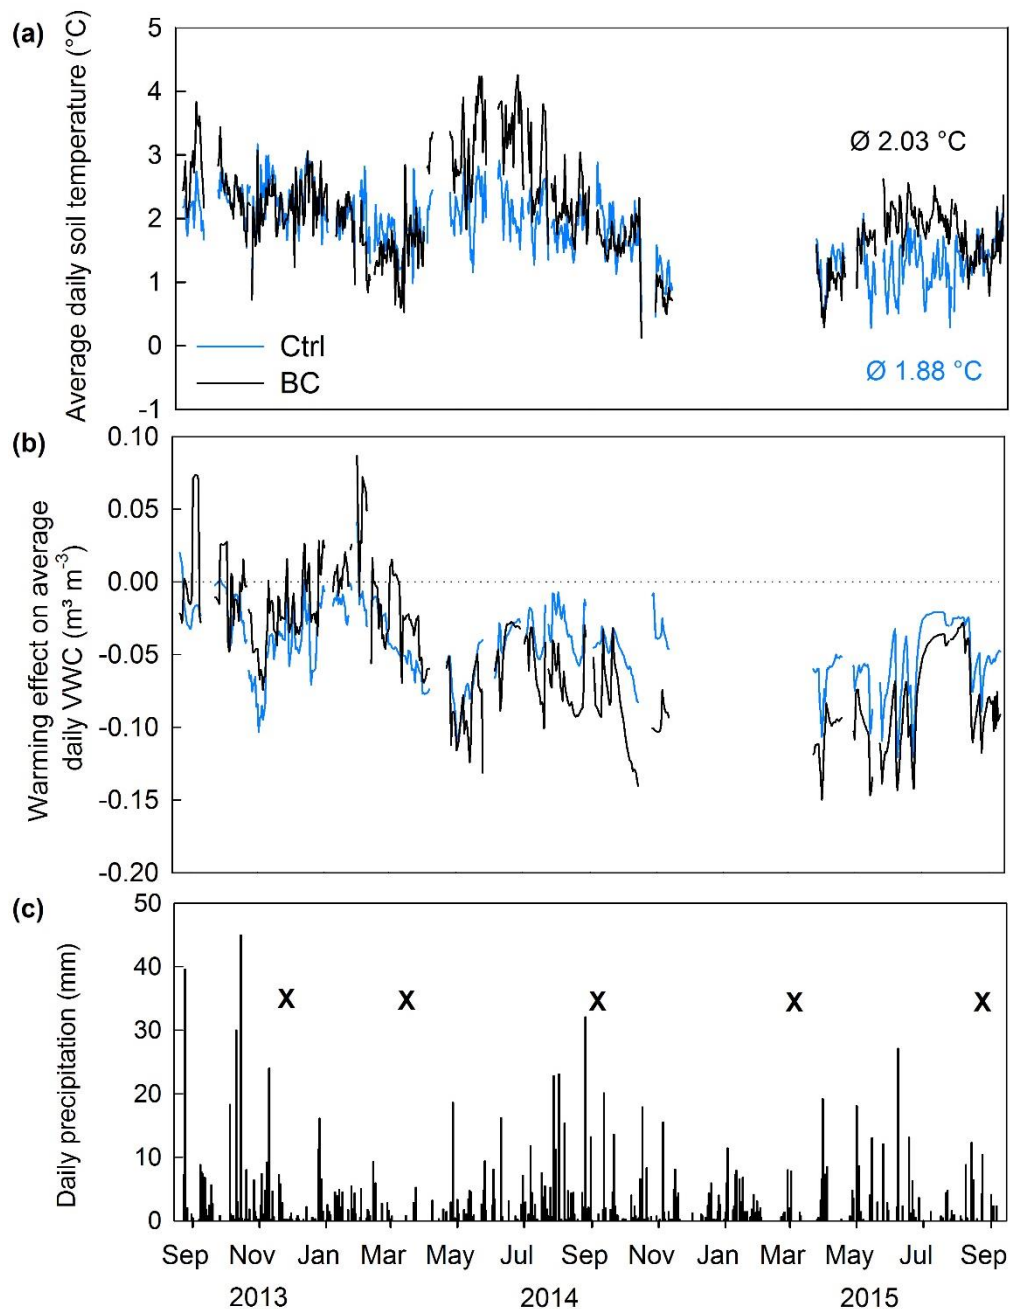 (a)
Average daily soil temperature (°C)
5
4
3
2
1
0
-1
Ø 2.03 °C
Ø 1.88 °C
Ctrl
BC
(b)
Warming effect on average
daily VWC (m³ m⁻³)
0.10
0.05
0.00
-0.05
-0.10
-0.15
-0.20
(c)
Daily precipitation (mm)
50
40
30
20
10
0
X X X X X
Sep Nov Jan Mar May Jul Sep Nov Jan Mar May Jul Sep
2013 2014 2015